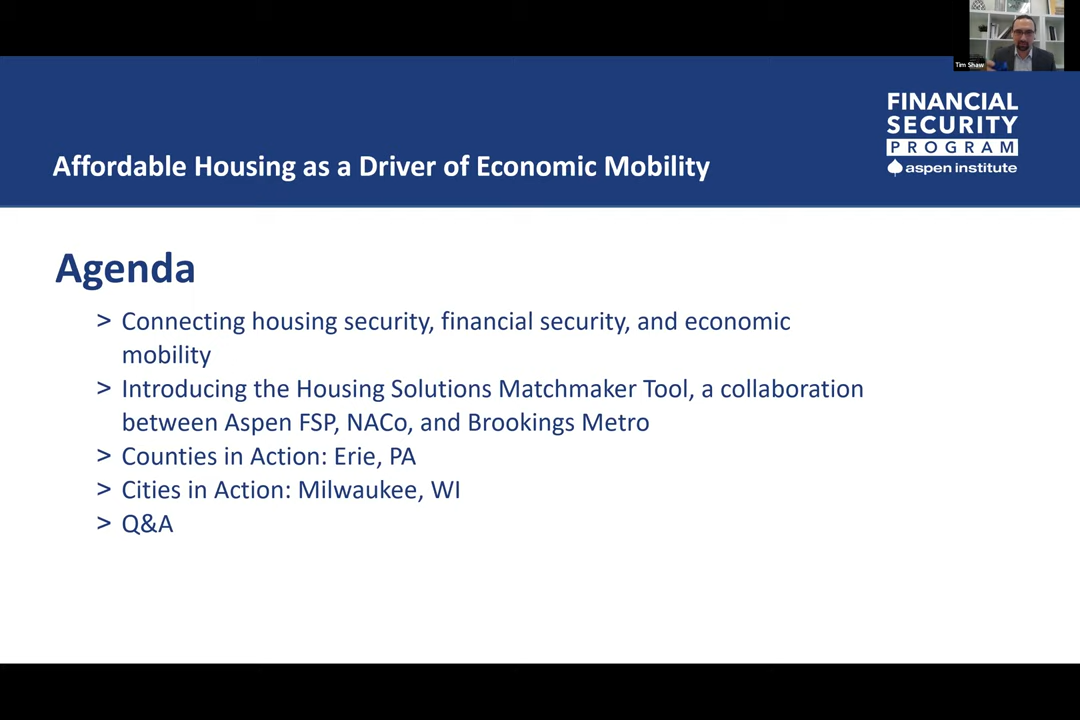 Tim Shaw
FINANCIAL
SECURITY
PROGRAM
aspen institute
Affordable Housing as a Driver of Economic Mobility
Agenda
> Connecting housing security, financial security, and economic
mobility
> Introducing the Housing Solutions Matchmaker Tool, a collaboration
between Aspen FSP, NACo, and Brookings Metro
> Counties in Action: Erie, PA
> Cities in Action: Milwaukee, WI
> Q&A